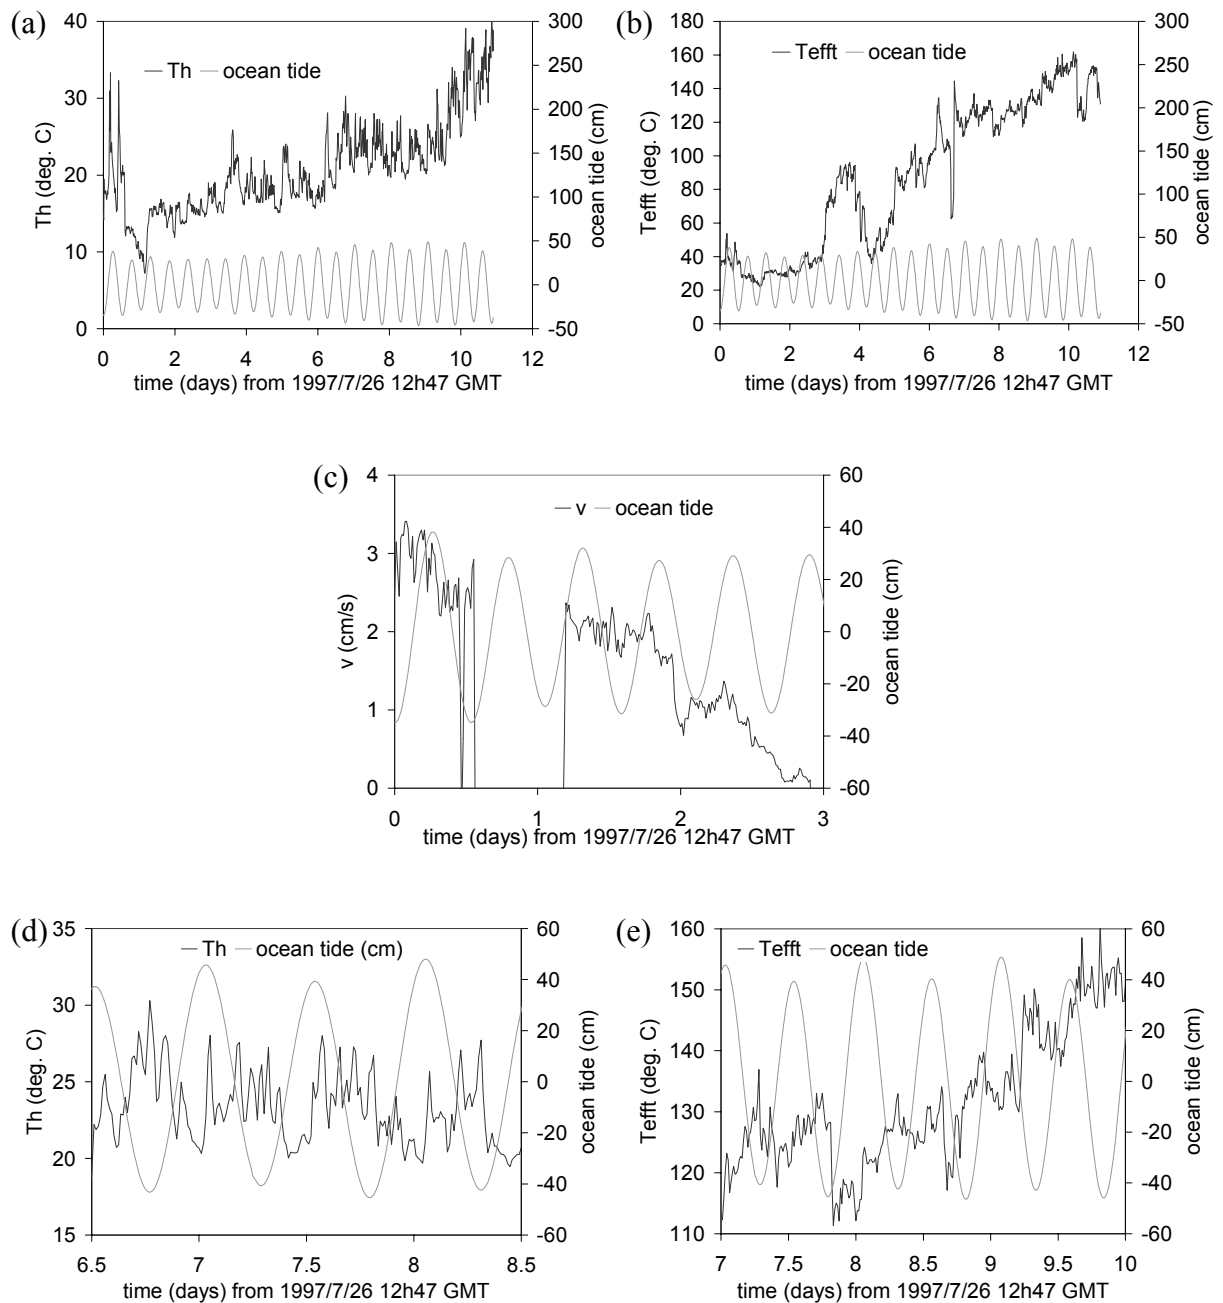 (a)
40
30
20
10
0
Th (deg. C)
Th
ocean tide
300
250
200
150
100
50
0
-50
ocean tide (cm)
0 2 4 6 8 10 12
time (days) from 1997/7/26 12h47 GMT
(b)
180
160
140
120
100
80
60
40
20
0
Tefft (deg. C)
Tefft
ocean tide
300
250
200
150
100
50
0
-50
ocean tide (cm)
0 2 4 6 8 10 12
time (days) from 1997/7/26 12h47 GMT
(c)
4
3
2
1
0
v (cm/s)
v
ocean tide
60
40
20
0
-20
-40
-60
ocean tide (cm)
0 1 2 3
time (days) from 1997/7/26 12h47 GMT
(d)
35
30
25
20
15
Th (deg. C)
Th
ocean tide (cm)
60
40
20
0
-20
-40
-60
ocean tide (cm)
6.5 7 7.5 8 8.5
time (days) from 1997/7/26 12h47 GMT
(e)
160
150
140
130
120
110
Tefft (deg. C)
Tefft
ocean tide
60
40
20
0
-20
-40
-60
ocean tide (cm)
7 7.5 8 8.5 9 9.5 10
time (days) from 1997/7/26 12h47 GMT